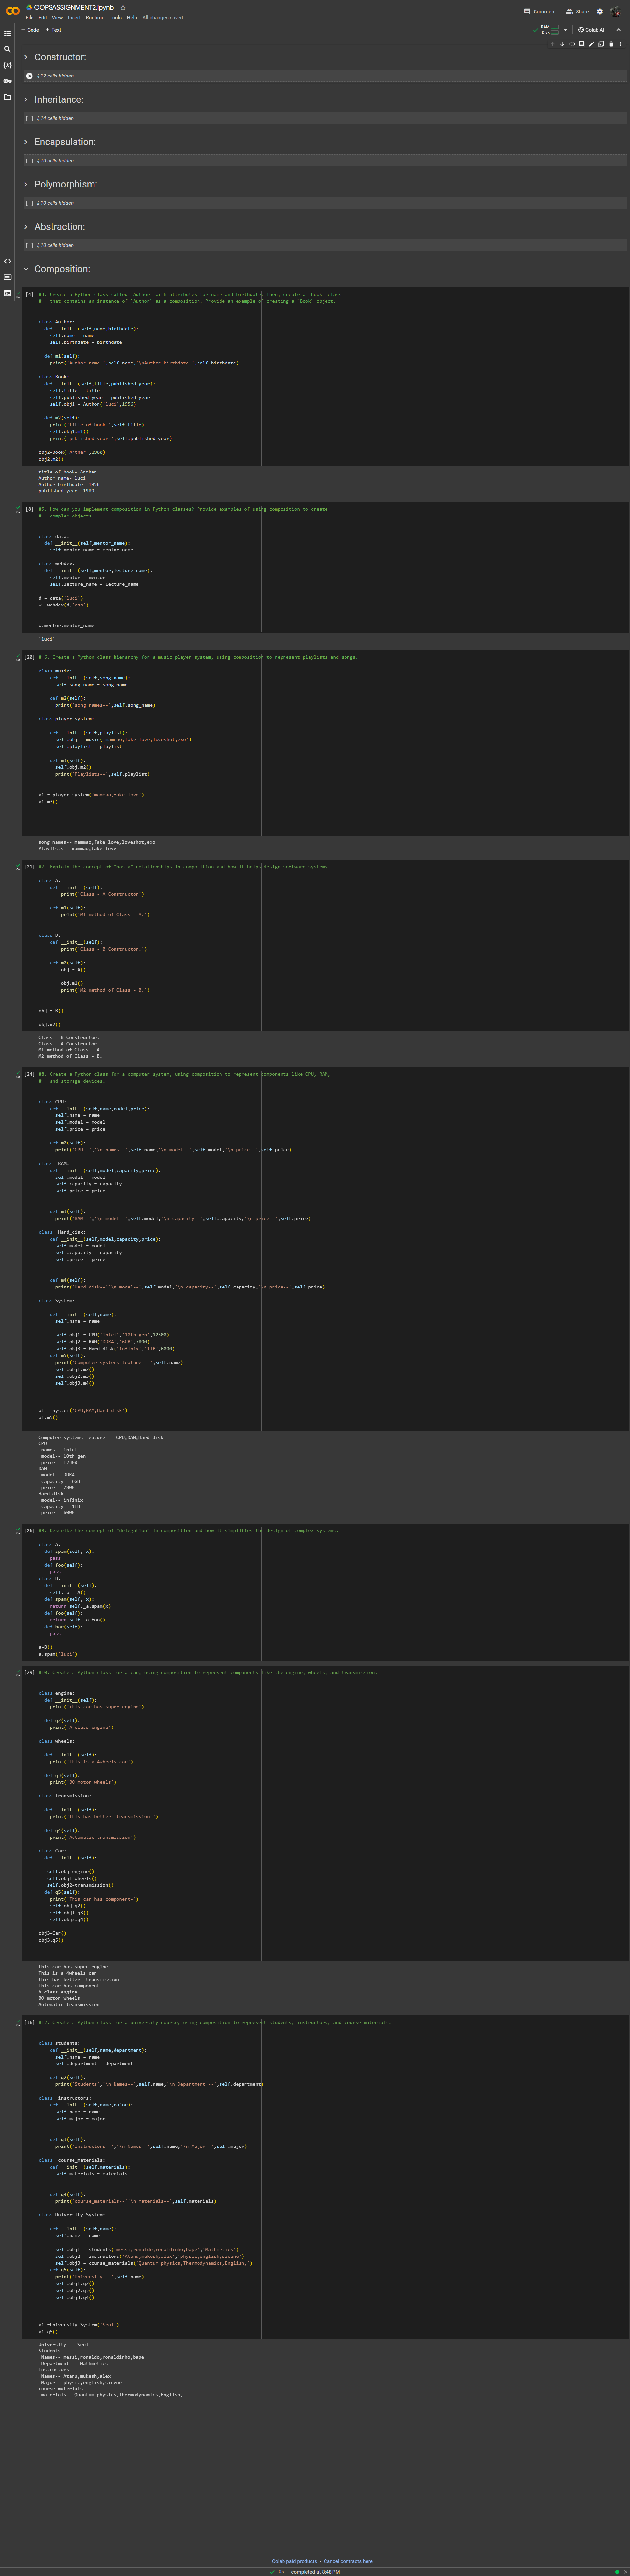 OOPSASSIGNMENT2.ipynb
File Edit View Insert Runtime Tools Help All changes saved
Comment Share
+ Code + Text
RAM
Disk
Colab AI
Constructor:
↓ 12 cells hidden
Inheritance:
[ ] ↓ 14 cells hidden
Encapsulation:
[ ] ↓ 10 cells hidden
Polymorphism:
[ ] ↓ 10 cells hidden
Abstraction:
[ ] ↓ 10 cells hidden
Composition:
[4] #3. Create a Python class called `Author` with attributes for name and birthdate. Then, create a `Book` class
# that contains an instance of `Author` as a composition. Provide an example of creating a `Book` object.
class Author:
def __init__(self,name,birthdate):
self.name = name
self.birthdate = birthdate
def m1(self):
print('Author name-',self.name,'\nAuthor birthdate-',self.birthdate)
class Book:
def __init__(self,title,published_year):
self.title = title
self.published_year = published_year
self.obj1 = Author('luci',1956)
def m2(self):
print('title of book-',self.title)
self.obj1.m1()
print('published year-',self.published_year)
obj2=Book('Arther',1980)
obj2.m2()
title of book- Arther
Author name- luci
Author birthdate- 1956
published year- 1980
[8] #5. How can you implement composition in Python classes? Provide examples of using composition to create
# complex objects.
class data:
def __init__(self,mentor_name):
self.mentor_name = mentor_name
class webdev:
def __init__(self,mentor,lecture_name):
self.mentor = mentor
self.lecture_name = lecture_name
d = data('luci')
w= webdev(d,'css')
w.mentor.mentor_name
'luci'
[20] # 6. Create a Python class hierarchy for a music player system, using composition to represent playlists and songs.
class music:
def __init__(self,song_name):
self.song_name = song_name
def m2(self):
print('song names--',self.song_name)
class player_system:
def __init__(self,playlist):
self.obj = music('mammao,fake love,loveshot,exo')
self.playlist = playlist
def m3(self):
self.obj.m2()
print('Playlists--',self.playlist)
a1 = player_system('mammao,fake love')
a1.m3()
song names-- mammao,fake love,loveshot,exo
Playlists-- mammao,fake love
[21] #7. Explain the concept of "has-a" relationships in composition and how it helps design software systems.
class A:
def __init__(self):
print('Class - A Constructor')
def m1(self):
print('M1 method of Class - A.')
class B:
def __init__(self):
print('Class - B Constructor.')
def m2(self):
obj = A()
obj.m1()
print('M2 method of Class - B.')
obj = B()
obj.m2()
Class - B Constructor.
Class - A Constructor
M1 method of Class - A.
M2 method of Class - B.
[24] #8. Create a Python class for a computer system, using composition to represent components like CPU, RAM,
# and storage devices.
class CPU:
def __init__(self,name,model,price):
self.name = name
self.model = model
self.price = price
def m2(self):
print('CPU--','\n names--',self.name,'\n model--',self.model,'\n price--',self.price)
class RAM:
def __init__(self,model,capacity,price):
self.model = model
self.capacity = capacity
self.price = price
def m3(self):
print('RAM--','\n model--',self.model,'\n capacity--',self.capacity,'\n price--',self.price)
class Hard_disk:
def __init__(self,model,capacity,price):
self.model = model
self.capacity = capacity
self.price = price
def m4(self):
print('Hard disk--''\n model--',self.model,'\n capacity--',self.capacity,'\n price--',self.price)
class System:
def __init__(self,name):
self.name = name
self.obj1 = CPU('intel','10th gen',12300)
self.obj2 = RAM('DDR4','6GB',7800)
self.obj3 = Hard_disk('infinix','1TB',6000)
def m5(self):
print('Computer systems feature-- ',self.name)
self.obj1.m2()
self.obj2.m3()
self.obj3.m4()
a1 = System('CPU,RAM,Hard disk')
a1.m5()
Computer systems feature-- CPU,RAM,Hard disk
CPU--
names-- intel
model-- 10th gen
price-- 12300
RAM--
model-- DDR4
capacity-- 6GB
price-- 7800
Hard disk--
model-- infinix
capacity-- 1TB
price-- 6000
[26] #9. Describe the concept of "delegation" in composition and how it simplifies the design of complex systems.
class A:
def spam(self, x):
pass
def foo(self):
pass
class B:
def __init__(self):
self._a = A()
def spam(self, x):
return self._a.spam(x)
def foo(self):
return self._a.foo()
def bar(self):
pass
a=B()
a.spam('luci')
[29] #10. Create a Python class for a car, using composition to represent components like the engine, wheels, and transmission.
class engine:
def __init__(self):
print('this car has super engine')
def q2(self):
print('A class engine')
class wheels:
def __init__(self):
print('This is a 4wheels car')
def q3(self):
print('BO motor wheels')
class transmission:
def __init__(self):
print('this has better transmission ')
def q4(self):
print('Automatic transmission')
class Car:
def __init__(self):
self.obj=engine()
self.obj1=wheels()
self.obj2=transmission()
def q5(self):
print('This car has component-')
self.obj.q2()
self.obj1.q3()
self.obj2.q4()
obj3=Car()
obj3.q5()
this car has super engine
This is a 4wheels car
this has better transmission
This car has component-
A class engine
BO motor wheels
Automatic transmission
[36] #12. Create a Python class for a university course, using composition to represent students, instructors, and course materials.
class students:
def __init__(self,name,department):
self.name = name
self.department = department
def q2(self):
print('Students','\n Names--',self.name,'\n Department --',self.department)
class instructors:
def __init__(self,name,major):
self.name = name
self.major = major
def q3(self):
print('Instructors--','\n Names--',self.name,'\n Major--',self.major)
class course_materials:
def __init__(self,materials):
self.materials = materials
def q4(self):
print('course_materials--''\n materials--',self.materials)
class University_System:
def __init__(self,name):
self.name = name
self.obj1 = students('messi,ronaldo,ronaldinho,bape','Mathmetics')
self.obj2 = instructors('Atanu,mukesh,alex','physic,english,sicene')
self.obj3 = course_materials('Quantum physics,Thermodynamics,English,')
def q5(self):
print('University-- ',self.name)
self.obj1.q2()
self.obj2.q3()
self.obj3.q4()
a1 =University_System('Seol')
a1.q5()
University-- Seol
Students
Names-- messi,ronaldo,ronaldinho,bape
Department -- Mathmetics
Instructors--
Names-- Atanu,mukesh,alex
Major-- physic,english,sicene
course_materials--
materials-- Quantum physics,Thermodynamics,English,
Colab paid products - Cancel contracts here
0s completed at 8:48 PM